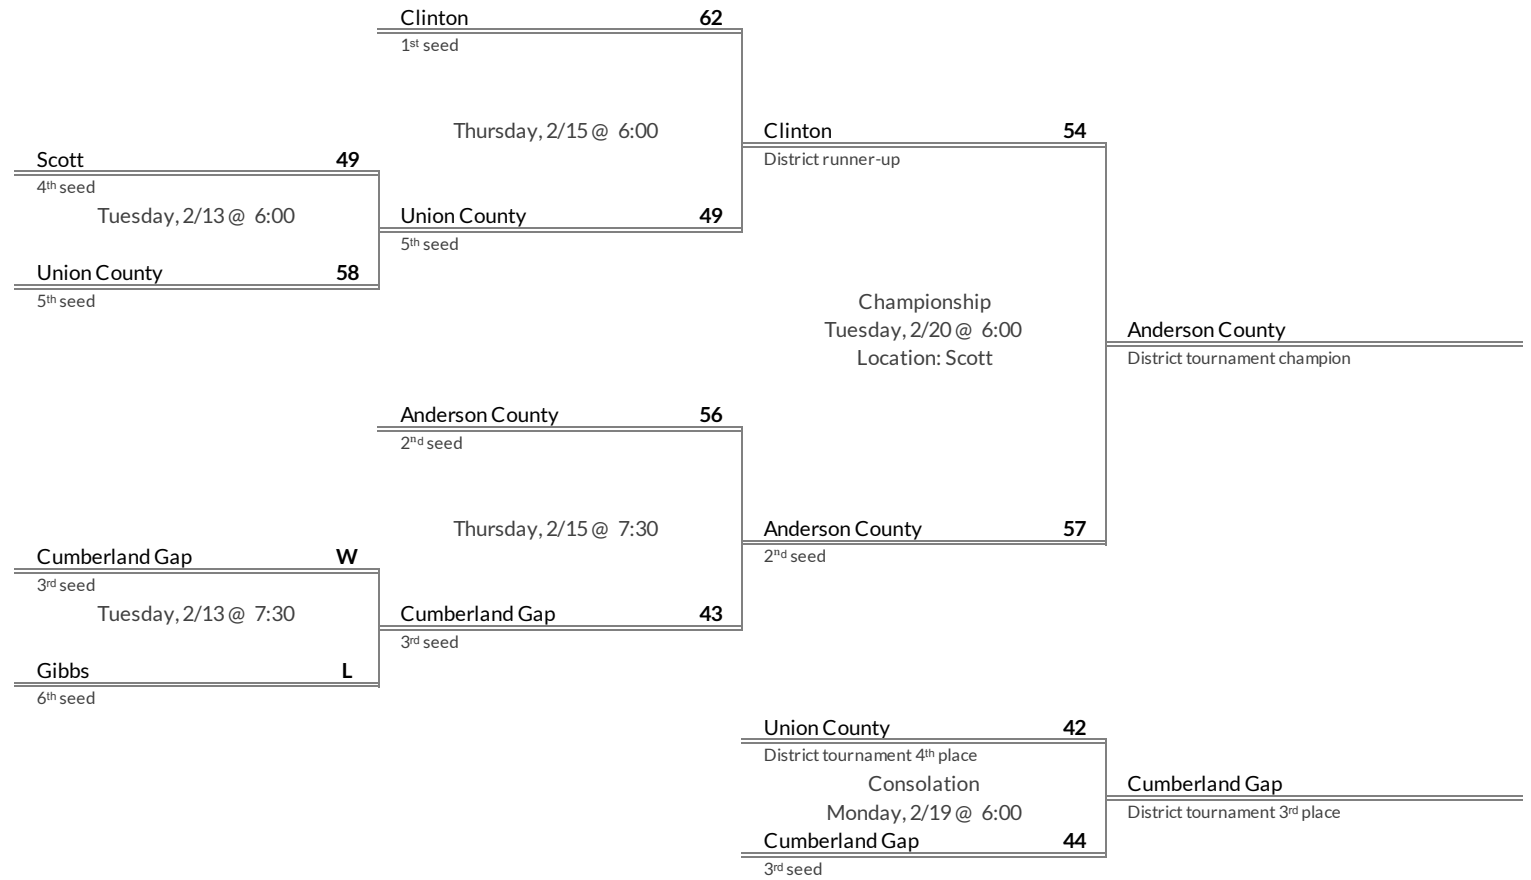 Clinton 62
1st seed
Thursday, 2/15 @ 6:00
Clinton 54
District runner-up
Scott 49
4th seed
Tuesday, 2/13 @ 6:00
Union County 49
5th seed
Union County 58
5th seed
Championship
Tuesday, 2/20 @ 6:00
Location: Scott
Anderson County
District tournament champion
Anderson County 56
2nd seed
Thursday, 2/15 @ 7:30
Anderson County 57
2nd seed
Cumberland Gap W
3rd seed
Tuesday, 2/13 @ 7:30
Cumberland Gap 43
3rd seed
Gibbs L
6th seed
Union County 42
District tournament 4th place
Consolation
Monday, 2/19 @ 6:00
Cumberland Gap
District tournament 3rd place
Cumberland Gap 44
3rd seed